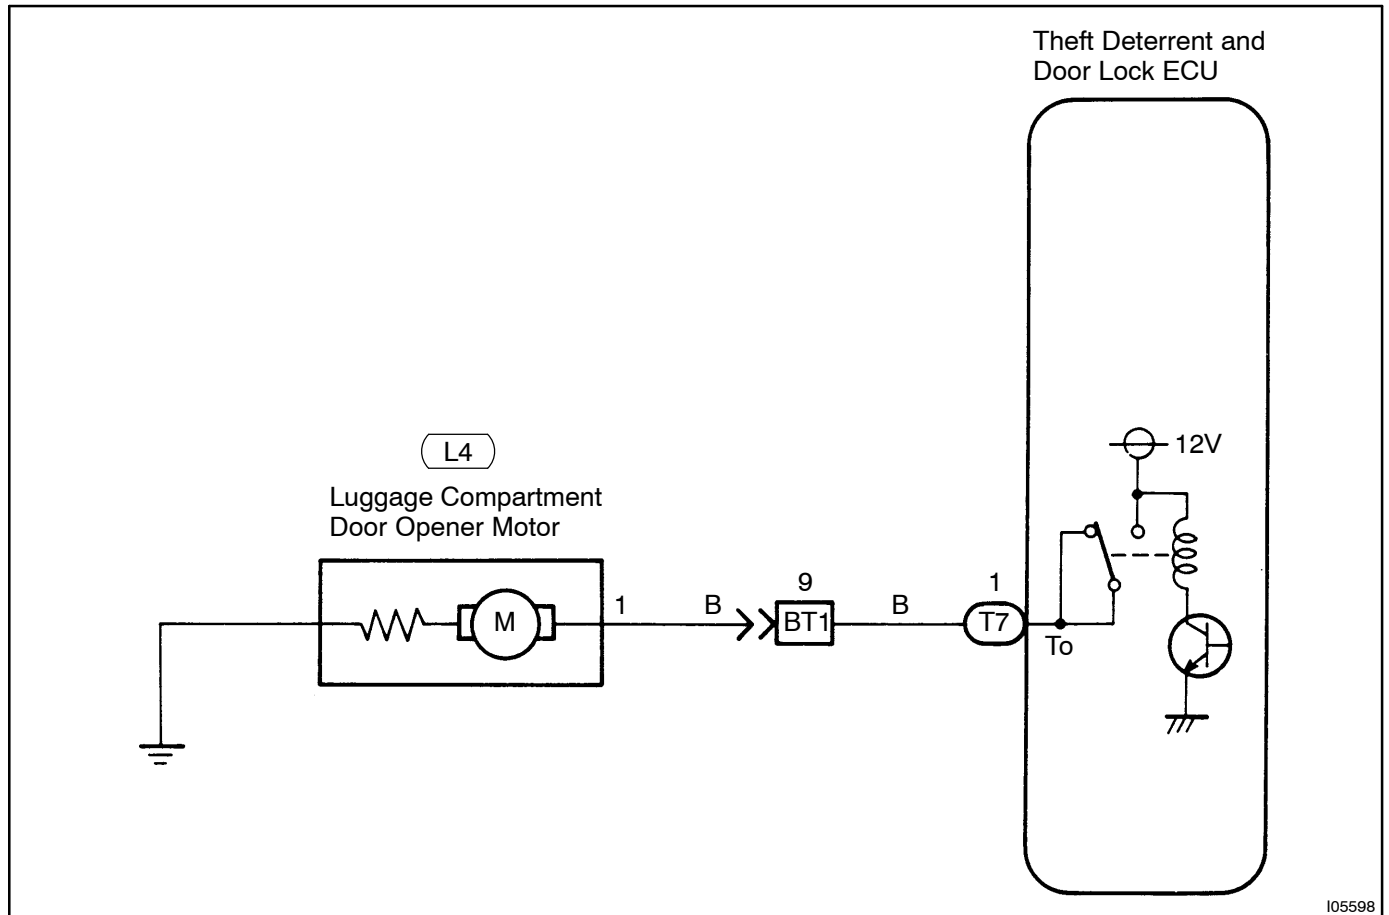 Theft Deterrent and
Door Lock ECU
12V
L4
Luggage Compartment
Door Opener Motor
M
1
B
9
BT1
B
1
T7
To
I05598